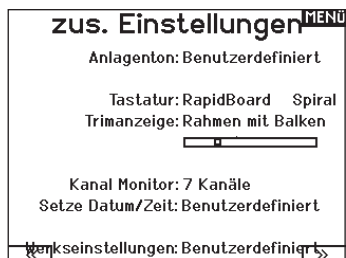 zus. Einstellungen MENÜ
Anlagenton: Benutzerdefiniert
Tastatur: RapidBoard Spiral
Trimanzeige: Rahmen mit Balken
Kanal Monitor: 7 Kanäle
Setze Datum/Zeit: Benutzerdefiniert
Werkseinstellungen: Benutzerdefiniert
« »